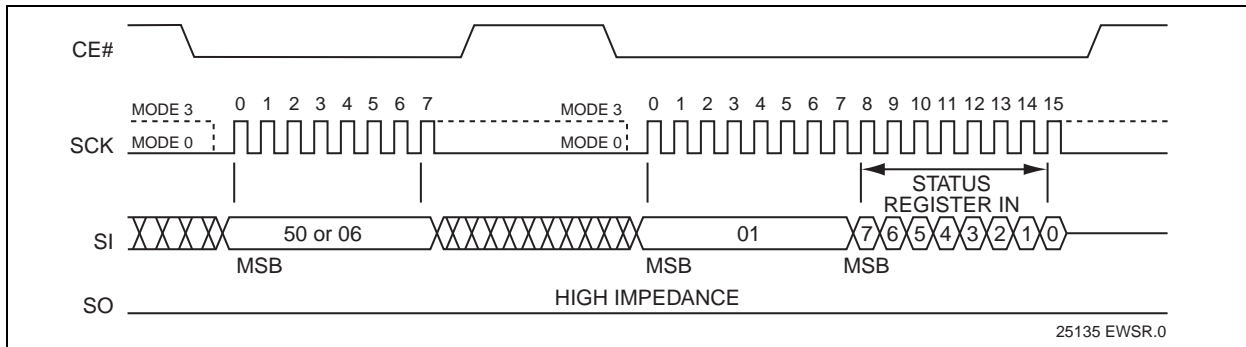 CE#
MODE 3 0 1 2 3 4 5 6 7 MODE 3 0 1 2 3 4 5 6 7 8 9 10 11 12 13 14 15
SCK MODE 0 MODE 0
STATUS
REGISTER IN
SI 50 or 06 01 7 6 5 4 3 2 1 0
MSB MSB MSB
HIGH IMPEDANCE
SO
25135 EWSR.0